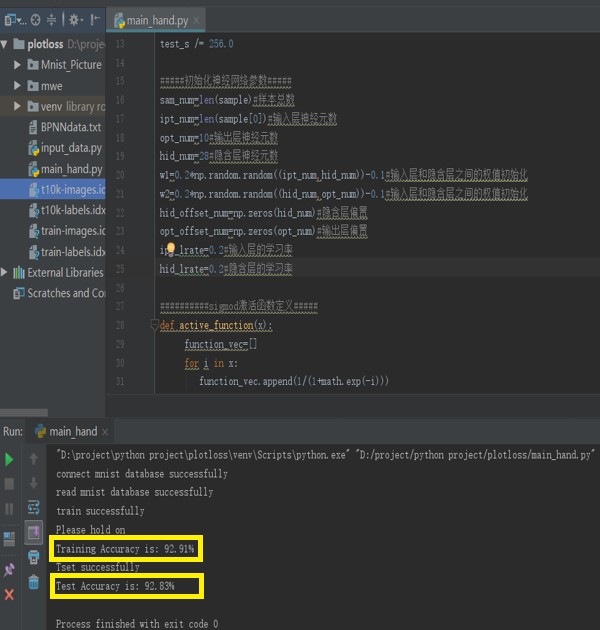 main_hand.py ×
plotloss D:\proje
Mnist_Picture
mwe
venv library ro
BPNNdata.txt
input_data.py
main_hand.py
t10k-images.id
t10k-labels.idx
train-images.i
train-labels.idx
External Libraries
Scratches and Co
13 test_s /= 256.0
14
15 #####初始化神经网络参数#####
16 sam_num=len(sample)#样本总数
17 ipt_num=len(sample[0])#输入层神经元数
18 opt_num=10#输出层神经元数
19 hid_num=28#隐含层神经元数
20 w1=0.2*np.random.random((ipt_num,hid_num))-0.1#输入层和隐含层之间的权值初始化
21 w2=0.2*np.random.random((hid_num,opt_num))-0.1#输入层和隐含层之间的权值初始化
22 hid_offset_num=np.zeros(hid_num)#隐含层偏置
23 opt_offset_num=np.zeros(opt_num)#输出层偏置
24 ip _lrate=0.2#输入层的学习率
25 hid_lrate=0.2#隐含层的学习率
26
27 ##########sigmod激活函数定义#####
28 def active_function(x):
29 function_vec=[]
30 for i in x:
31 function_vec.append(1/(1+math.exp(-i)))
Run: main_hand ×
"D:\project\python project\plotloss\venv\Scripts\python.exe" "D:/project/python project/plotloss/main_hand.py"
connect mnist database successfully
read mnist database successfully
train successfully
Please hold on
Training Accuracy is: 92.91%
Tset successfully
Test Accuracy is: 92.83%
Process finished with exit code 0